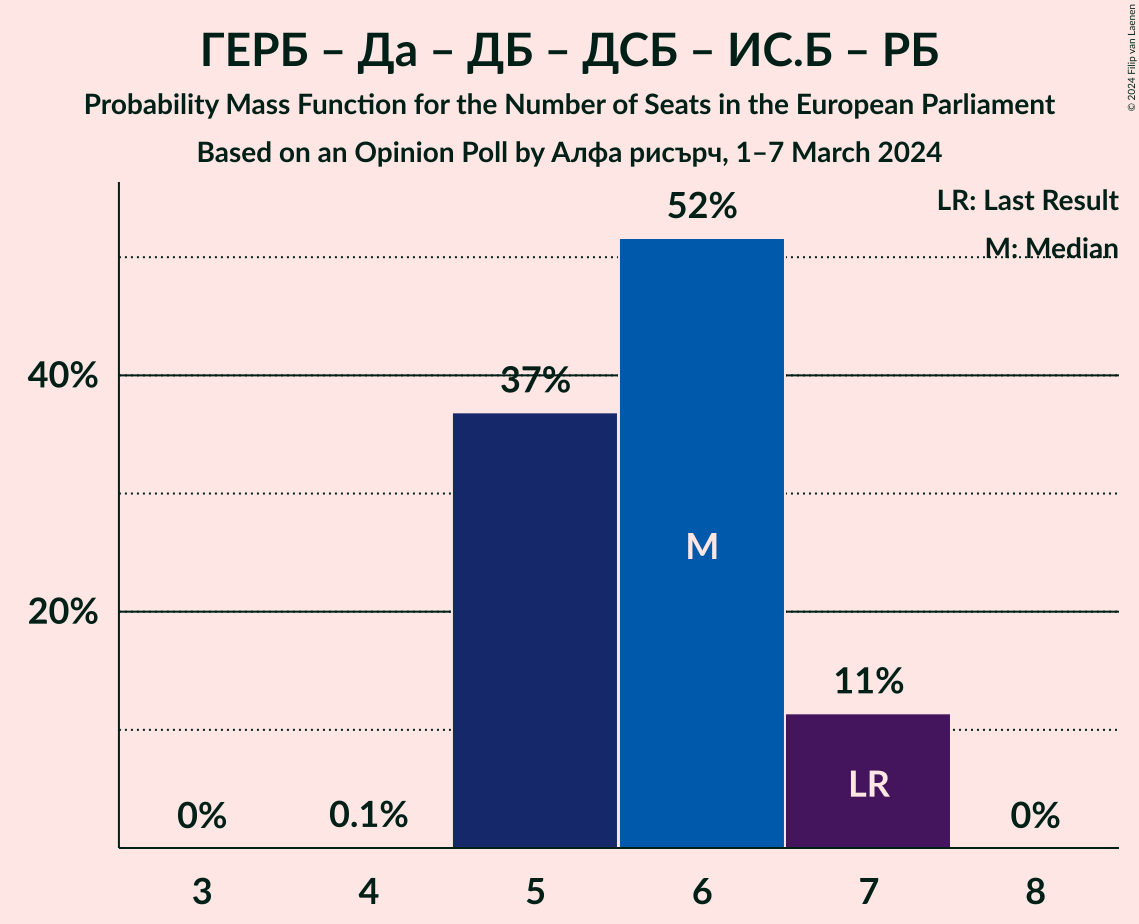 ГЕРБ – Да – ДБ – ДСБ – ИС.Б – РБ
Probability Mass Function for the Number of Seats in the European Parliament
Based on an Opinion Poll by Алфа рисърч, 1–7 March 2024
© 2024 Filip van Laenen
LR: Last Result
M: Median
52%
40%
37%
M
20%
11%
LR
0%
0.1%
0%
3
4
5
6
7
8